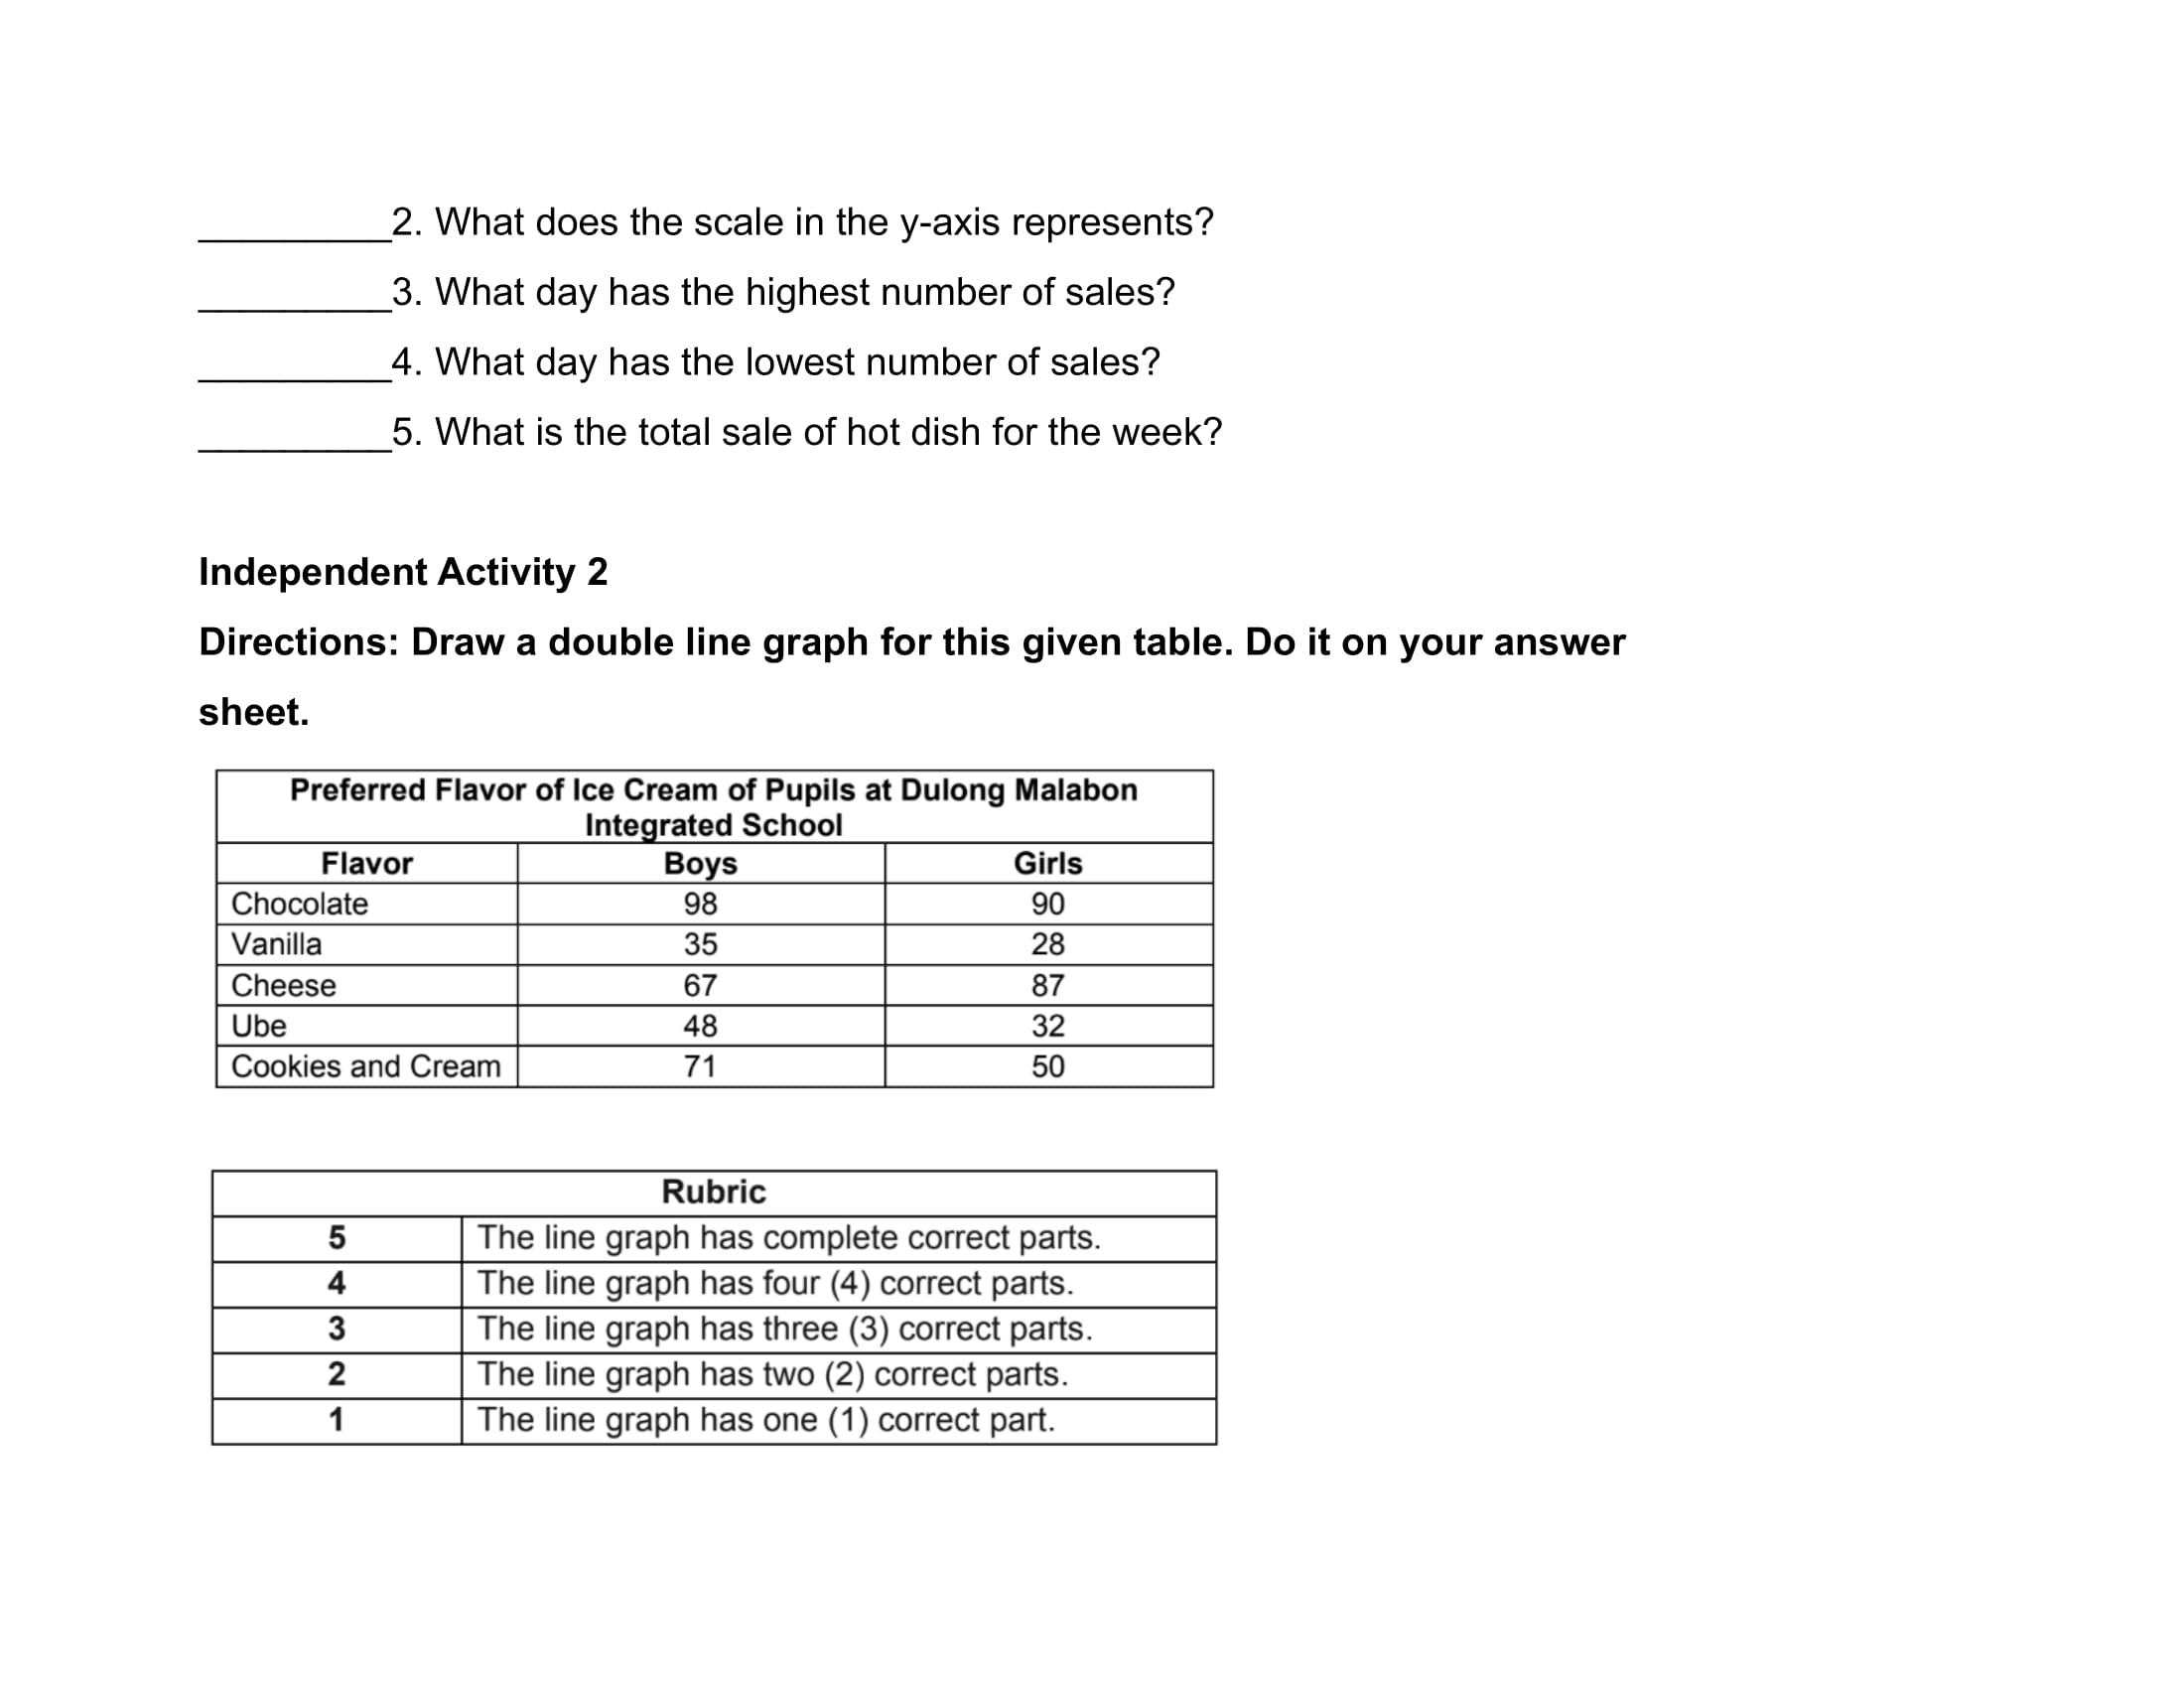 _________2. What does the scale in the y-axis represents?
_________3. What day has the highest number of sales?
_________4. What day has the lowest number of sales?
_________5. What is the total sale of hot dish for the week?
Independent Activity 2
Directions: Draw a double line graph for this given table. Do it on your answer
sheet.
Preferred Flavor of Ice Cream of Pupils at Dulong Malabon
Integrated School
Flavor Boys Girls
Chocolate 98 90
Vanilla 35 28
Cheese 67 87
Ube 48 32
Cookies and Cream 71 50
Rubric
5 The line graph has complete correct parts.
4 The line graph has four (4) correct parts.
3 The line graph has three (3) correct parts.
2 The line graph has two (2) correct parts.
1 The line graph has one (1) correct part.